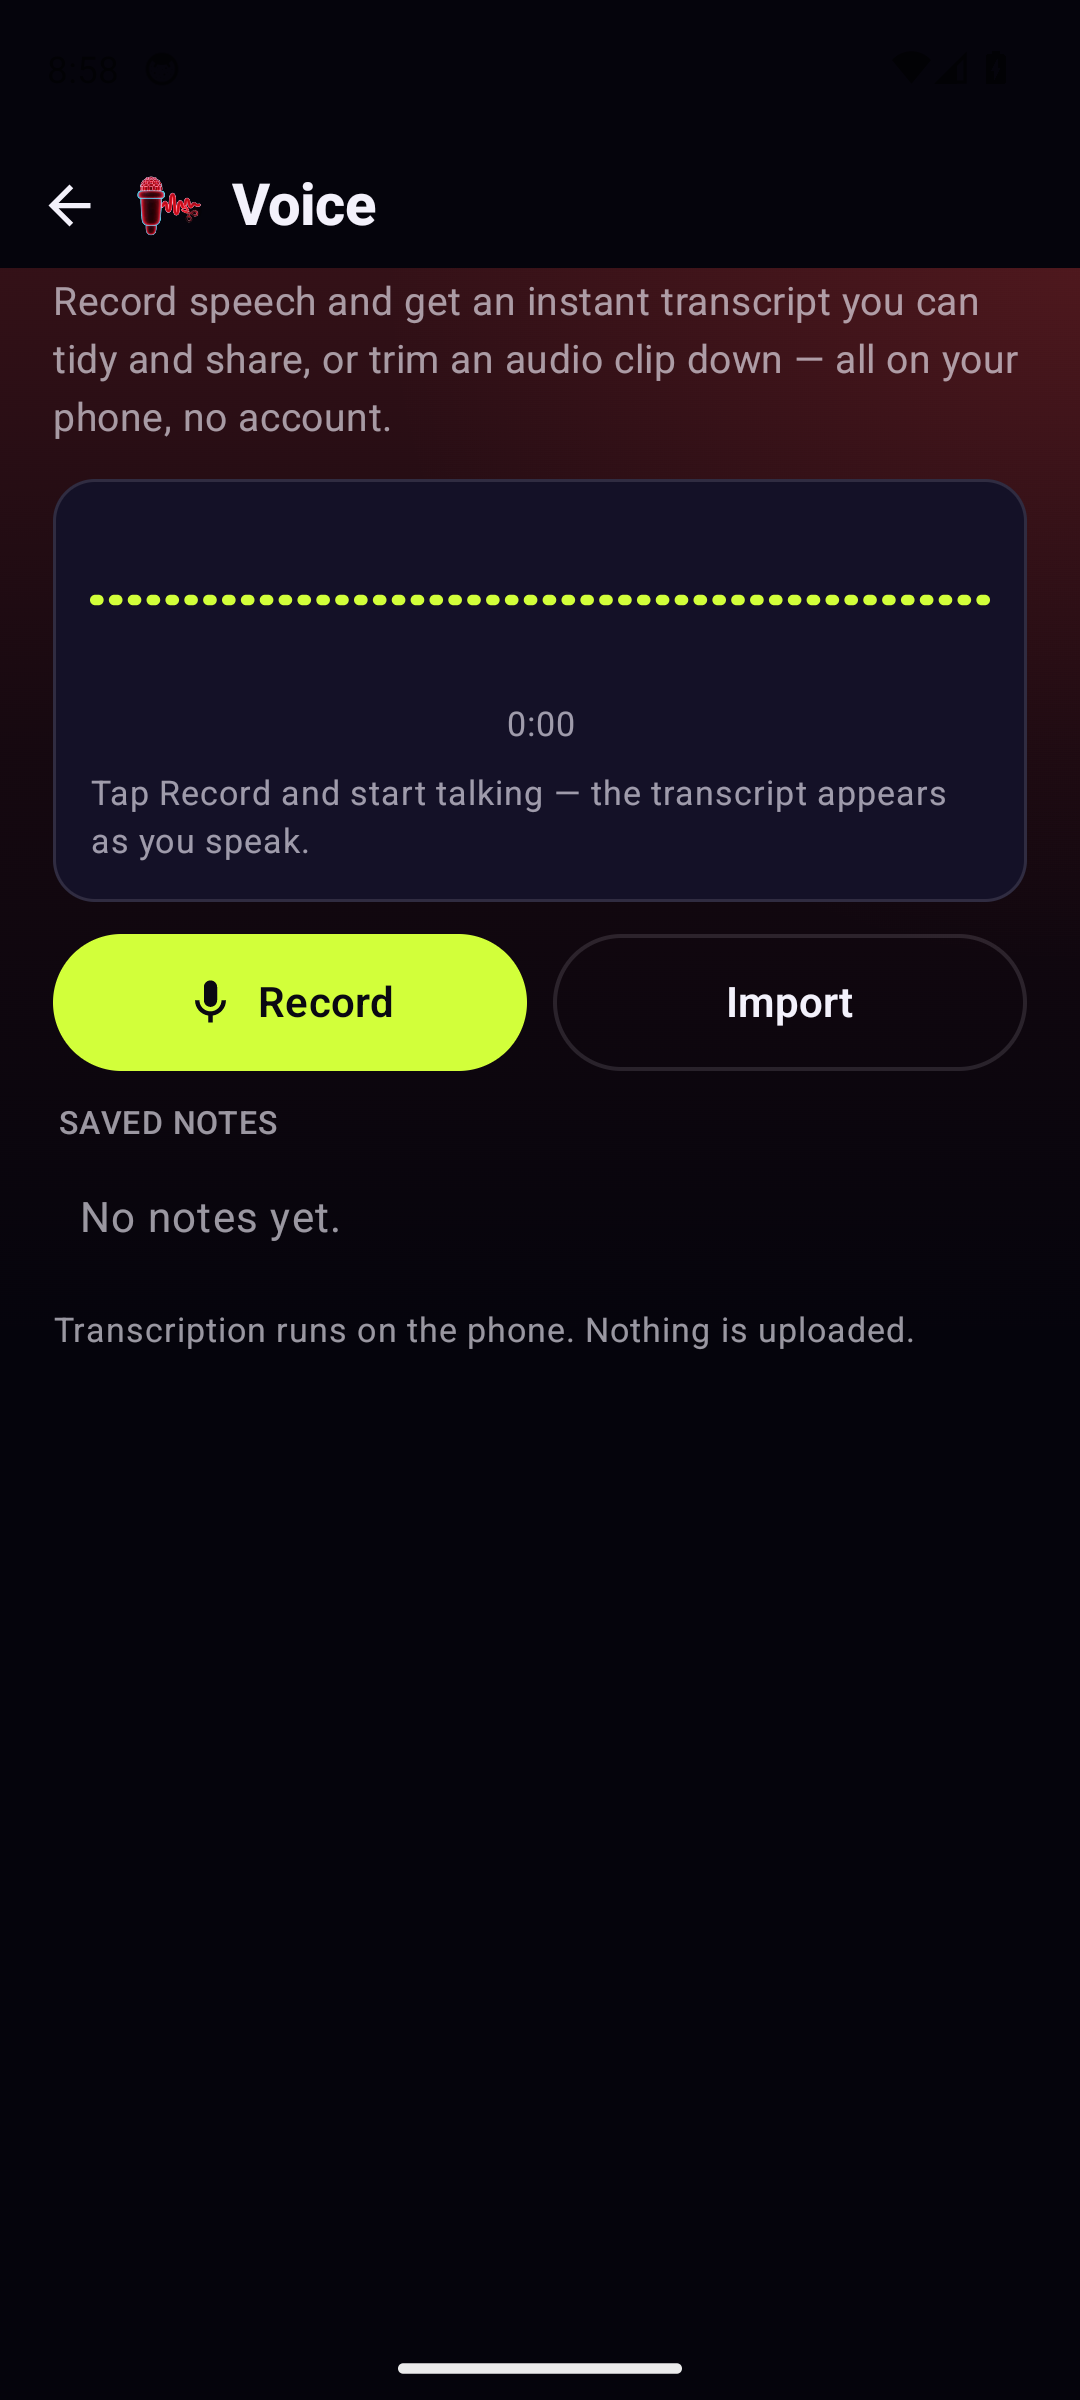 8:58
Voice
Record speech and get an instant transcript you can
tidy and share, or trim an audio clip down — all on your
phone, no account.
0:00
Tap Record and start talking — the transcript appears
as you speak.
Record
Import
SAVED NOTES
No notes yet.
Transcription runs on the phone. Nothing is uploaded.